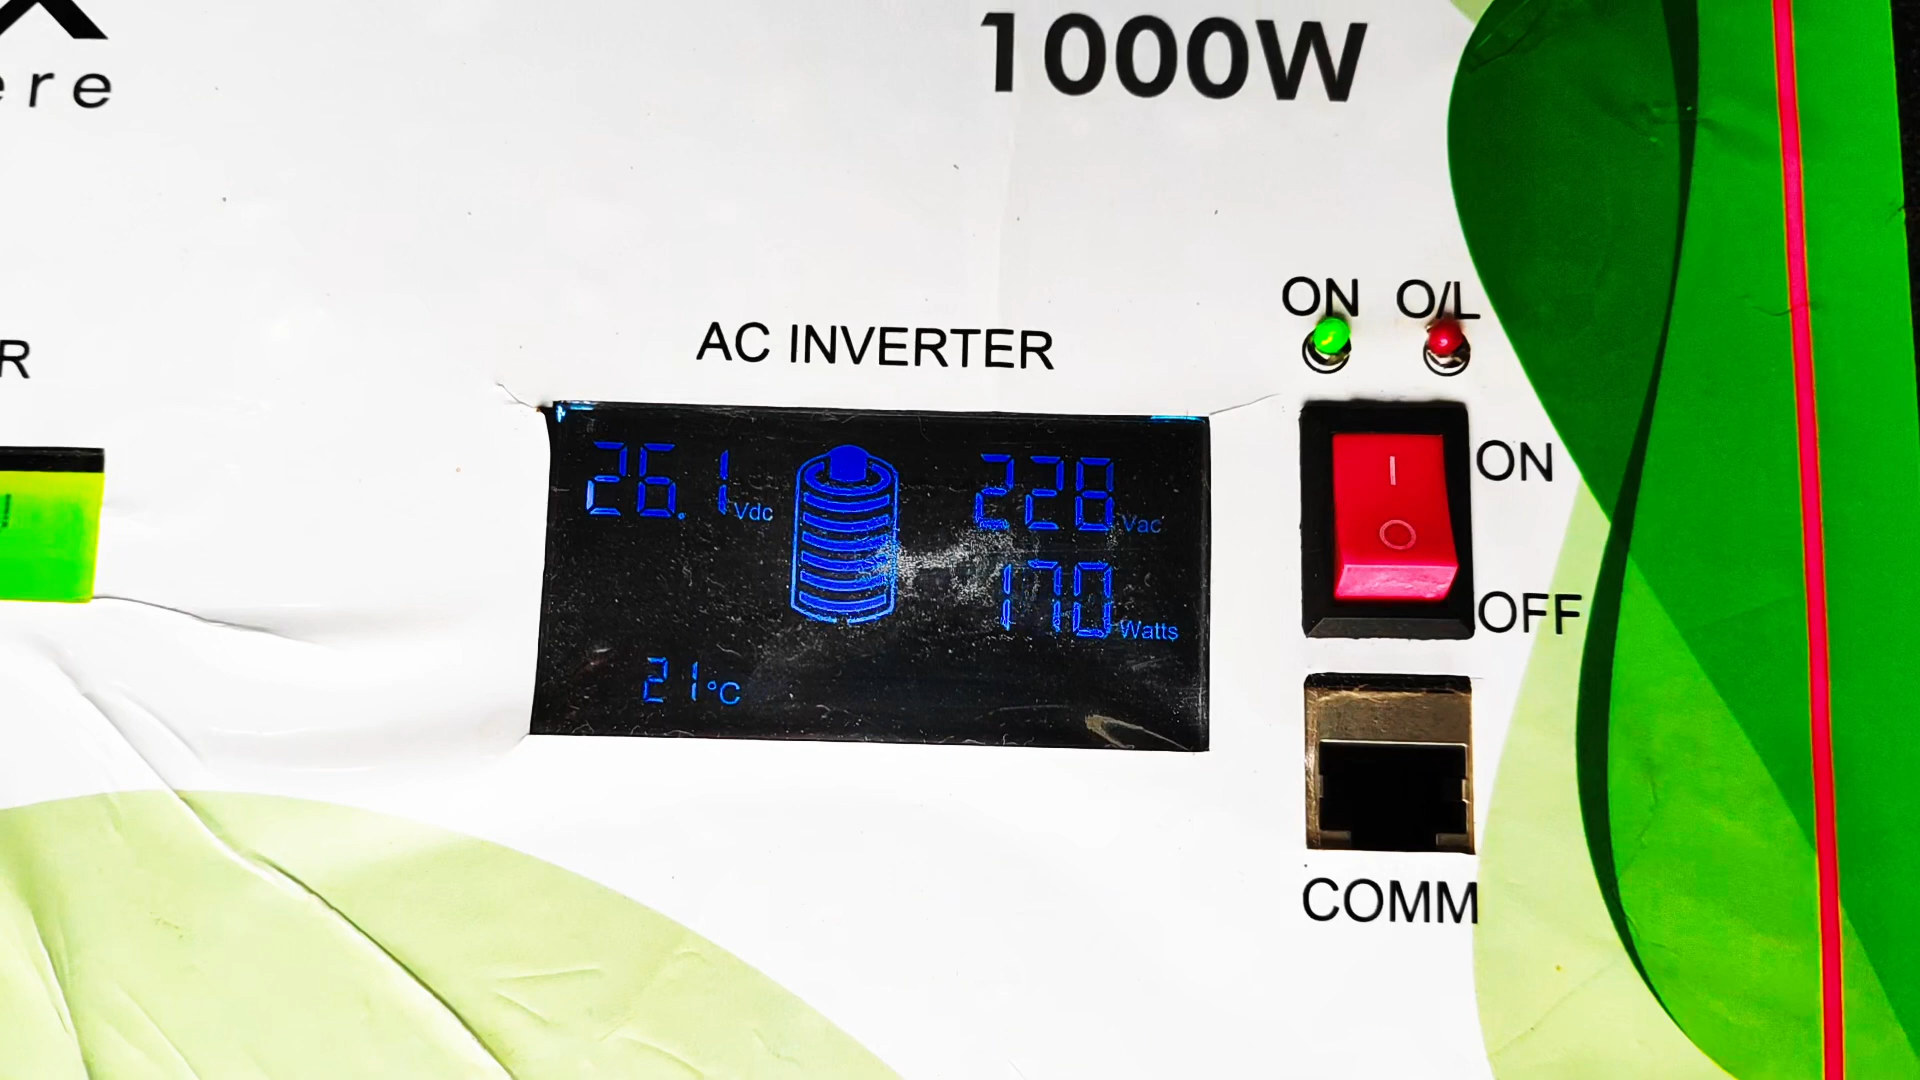 1000W
ere
ON O/L
AC INVERTER
R
26.1 Vdc
228 Vac
170 Watts
21°C
I
O
ON
OFF
COMM